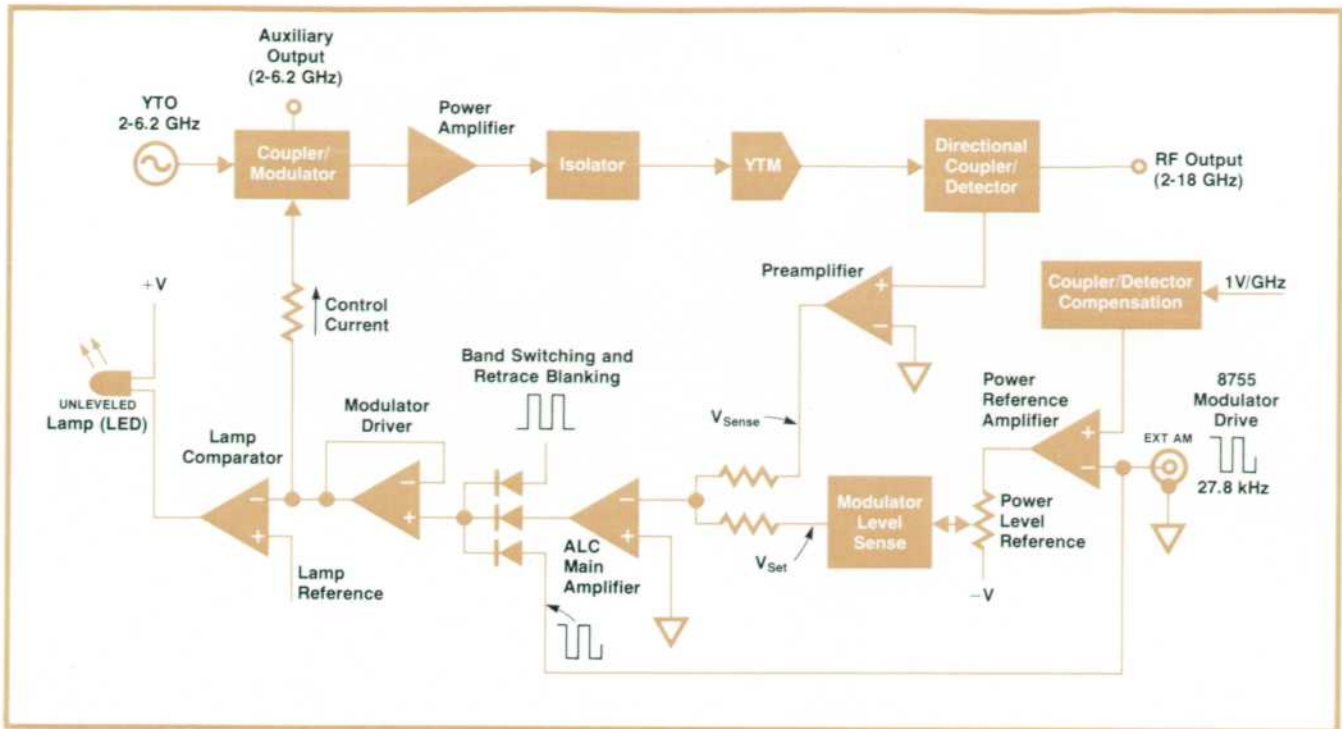 Auxiliary
Output
(2-6.2 GHz)
YTO
2-6.2 GHz
Coupler/
Modulator
Power
Amplifier
Isolator
YTM
Directional
Coupler/
Detector
RF Output
(2-18 GHz)
Preamplifier
Coupler/Detector
Compensation
1V/GHz
+V
Control
Current
UNLEVELED
Lamp (LED)
Band Switching and
Retrace Blanking
Modulator
Driver
Lamp
Comparator
VSense
Power
Reference
Amplifier
8755
Modulator
Drive
EXT AM
27.8 kHz
+
−
+
−
−
+
−
+
−
+
Modulator
Level
Sense
Power
Level
Reference
ALC
Main
Amplifier
VSet
−V
Lamp
Reference